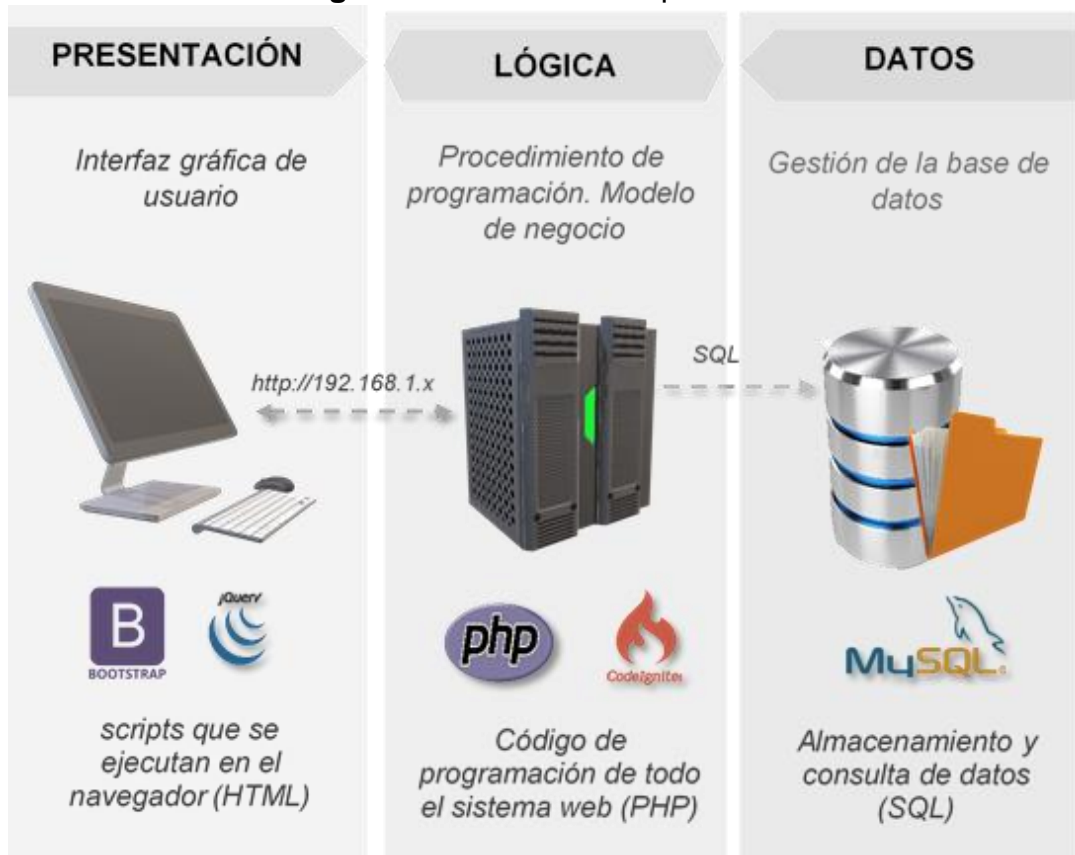 PRESENTACIÓN
Interfaz gráfica de
usuario
http://192.168.1.x
B
BOOTSTRAP
jQuery
scripts que se
ejecutan en el
navegador (HTML)
LÓGICA
Procedimiento de
programación. Modelo
de negocio
SQL
php
CodeIgniter
Código de
programación de todo
el sistema web (PHP)
DATOS
Gestión de la base de
datos
MySQL
Almacenamiento y
consulta de datos
(SQL)